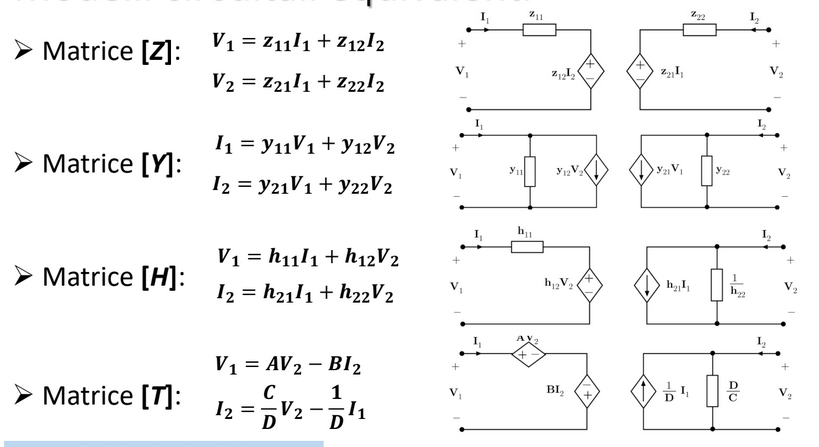 Modelli circuitali equivalenti
➢ Matrice [Z]: V₁ = z₁₁I₁ + z₁₂I₂
V₂ = z₂₁I₁ + z₂₂I₂
I₁ z₁₁ z₂₂ I₂
+ + − + − +
V₁ z₁₂I₂ z₂₁I₁ V₂
− −
➢ Matrice [Y]: I₁ = y₁₁V₁ + y₁₂V₂
I₂ = y₂₁V₁ + y₂₂V₂
I₁ I₂
+ +
V₁ y₁₁ y₁₂V₂ y₂₁V₁ y₂₂ V₂
− −
➢ Matrice [H]: V₁ = h₁₁I₁ + h₁₂V₂
I₂ = h₂₁I₁ + h₂₂V₂
I₁ h₁₁ I₂
+ +
V₁ h₁₂V₂ + − h₂₁I₁ 1/h₂₂ V₂
− −
➢ Matrice [T]: V₁ = AV₂ − BI₂
I₂ = C/D V₂ − 1/D I₁
I₁ AV₂ I₂
+ + − +
V₁ BI₂ − + 1/D I₁ D/C V₂
− −